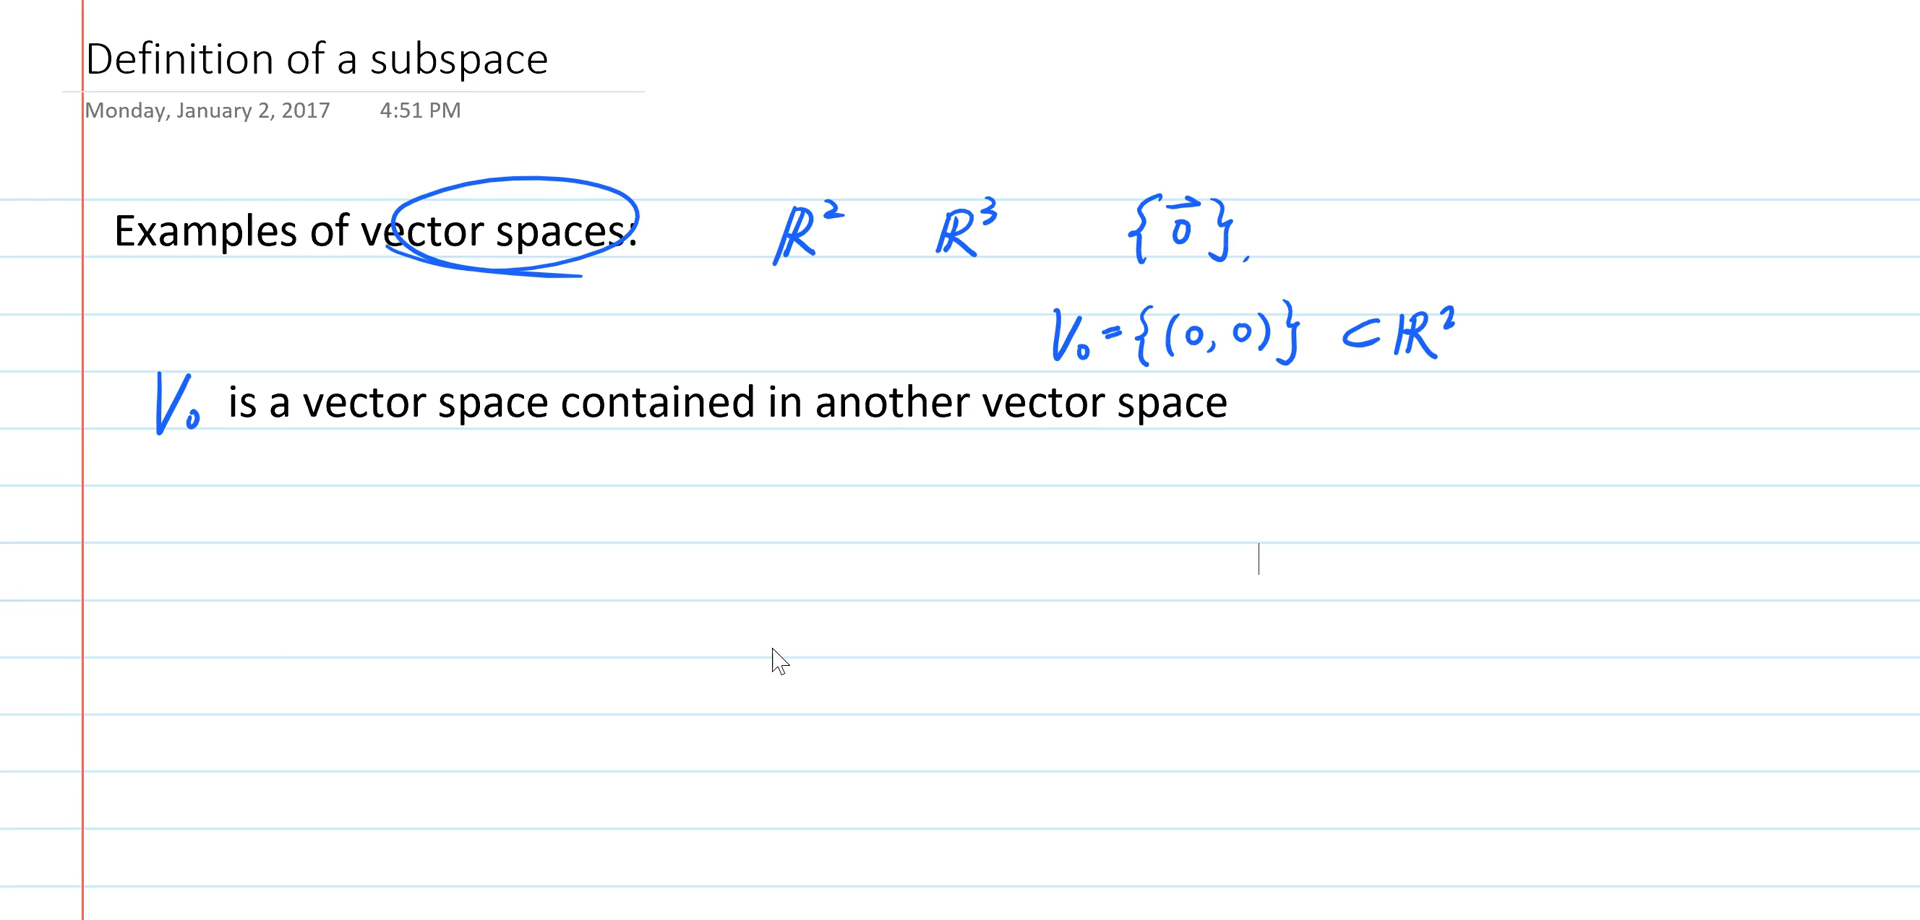 Definition of a subspace
Monday, January 2, 2017 4:51 PM
Examples of vector spaces: ℝ² ℝ³ {0⃗}.
V₀ = {(0, 0)} ⊂ ℝ²
V₀ is a vector space contained in another vector space